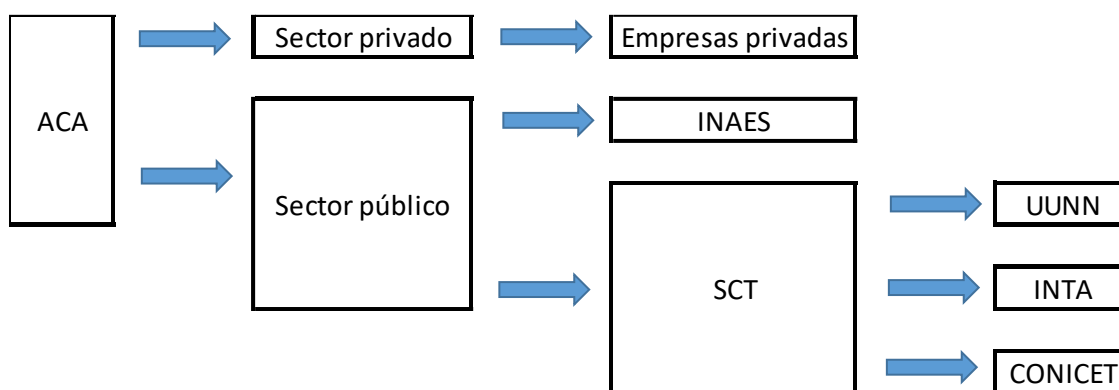 Sector privado
Empresas privadas
ACA
INAES
Sector público
UUNN
SCT
INTA
CONICET